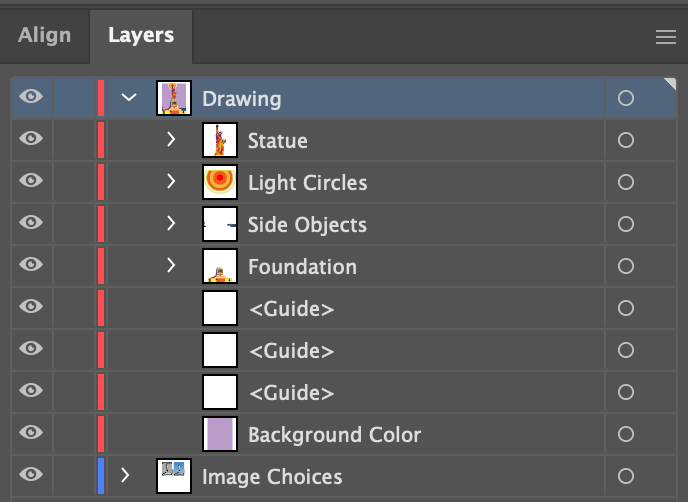 Align Layers
Drawing
Statue
Light Circles
Side Objects
Foundation
<Guide>
<Guide>
<Guide>
Background Color
Image Choices